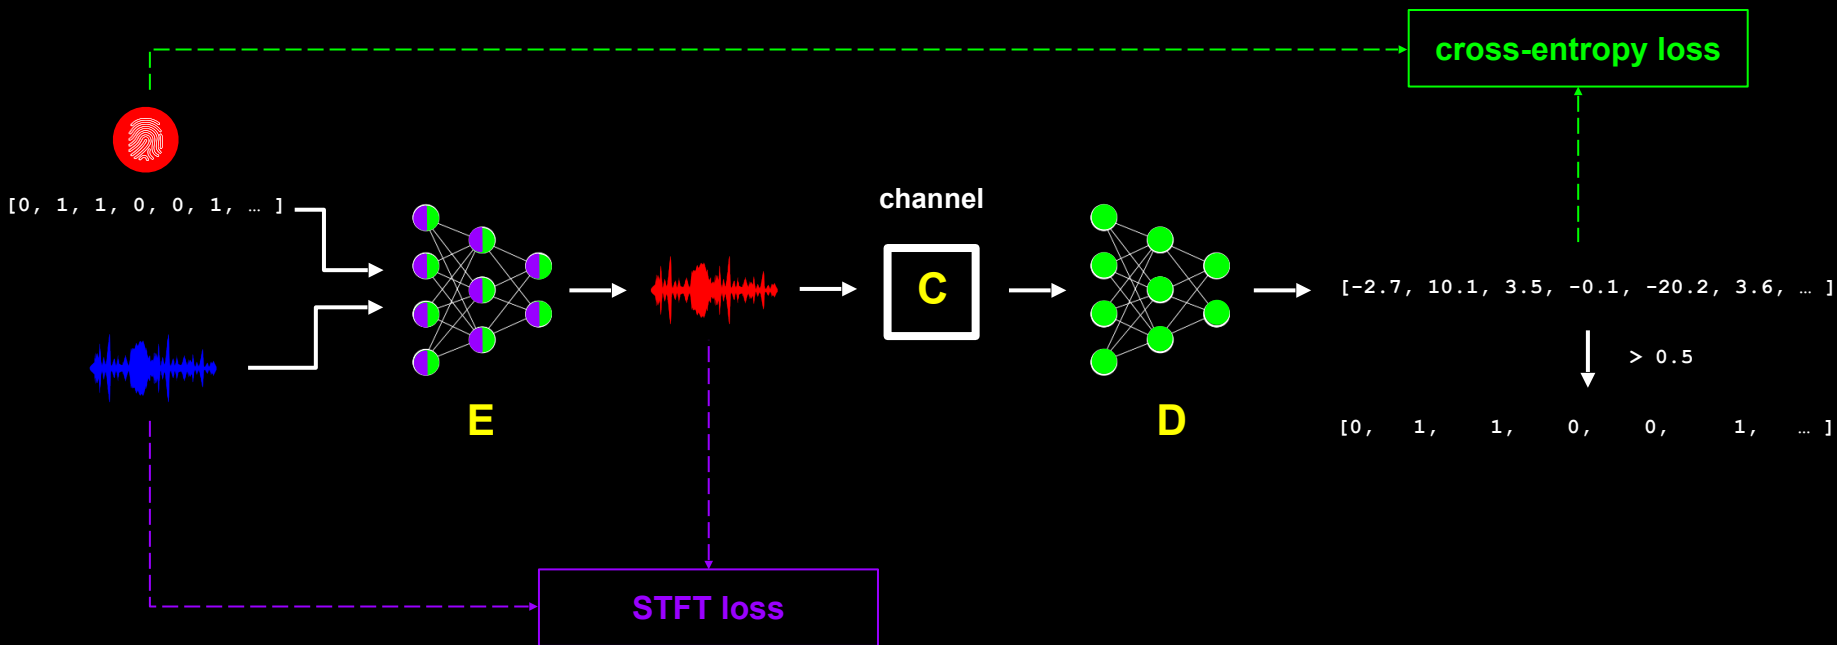 cross-entropy loss
[0, 1, 1, 0, 0, 1, … ]
channel
C
[-2.7, 10.1, 3.5, -0.1, -20.2, 3.6, … ]
> 0.5
E
D
[0, 1, 1, 0, 0, 1, … ]
STFT loss